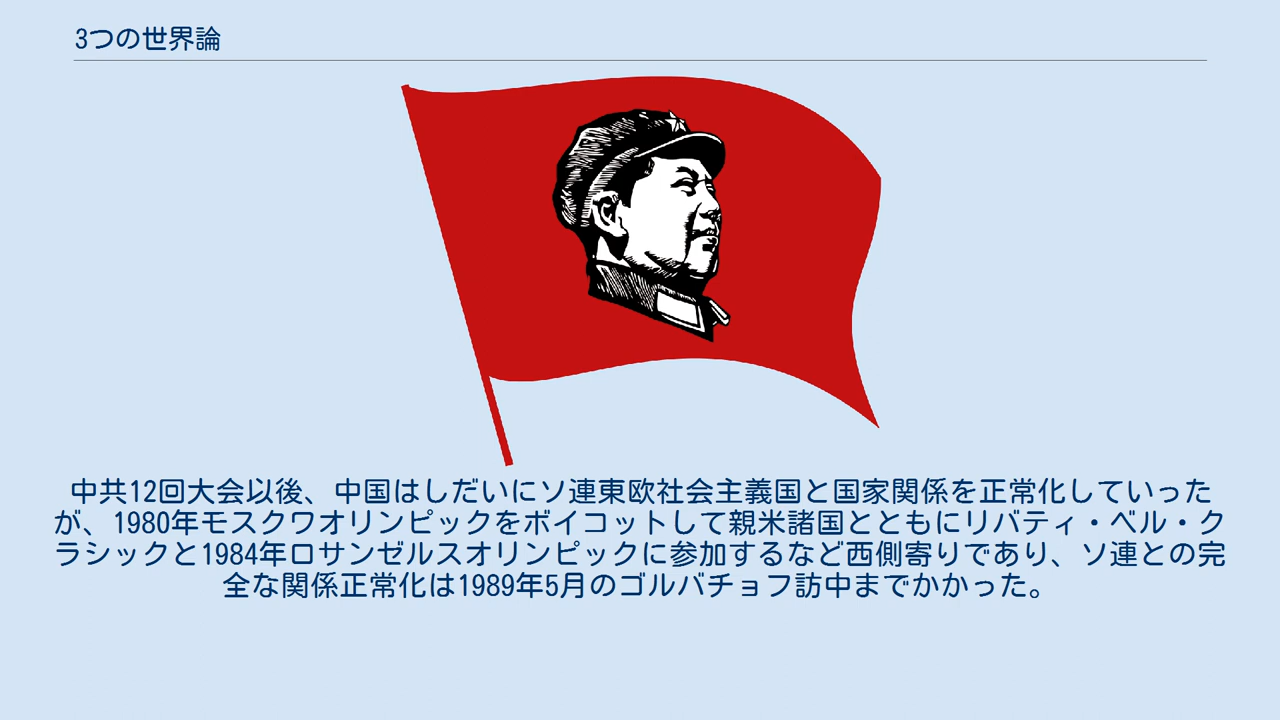 3つの世界論
中共12回大会以後、中国はしだいにソ連東欧社会主義国と国家関係を正常化していった
が、1980年モスクワオリンピックをボイコットして親米諸国とともにリバティ・ベル・ク
ラシックと1984年ロサンゼルスオリンピックに参加するなど西側寄りであり、ソ連との完
全な関係正常化は1989年5月のゴルバチョフ訪中までかかった。